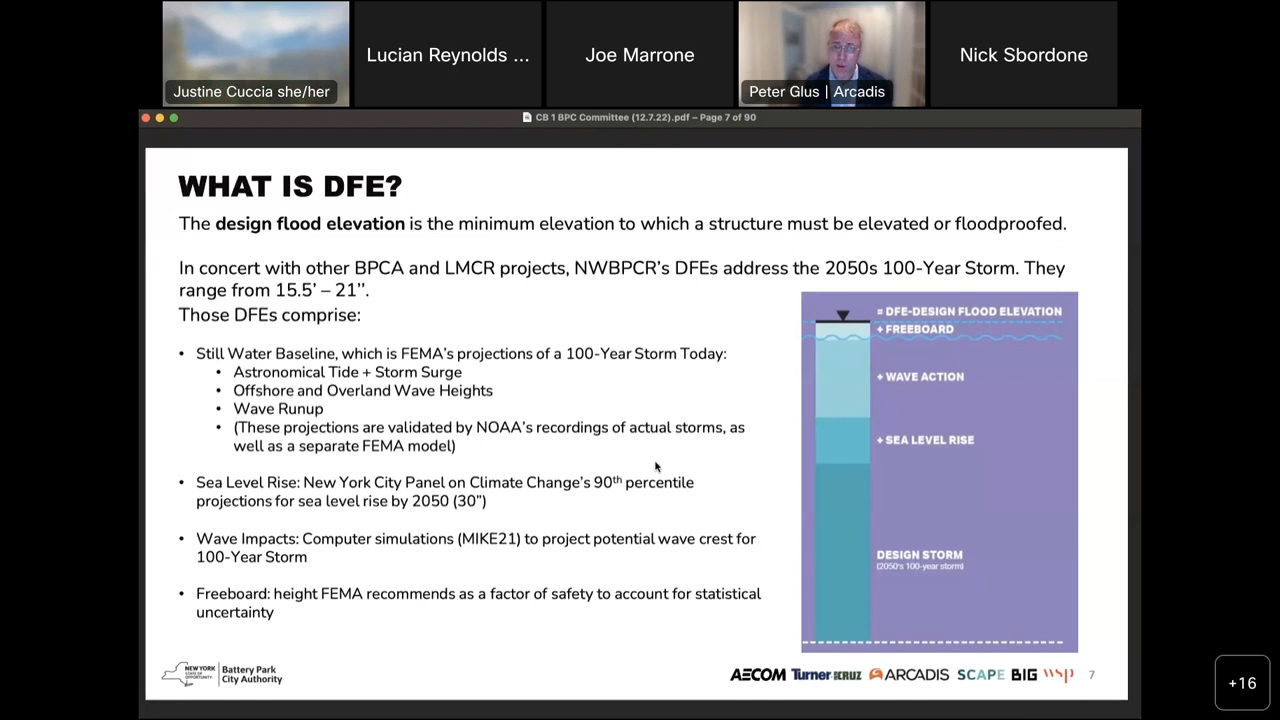 Justine Cuccia she/her
Lucian Reynolds ...
Joe Marrone
Peter Glus | Arcadis
Nick Sbordone
CB 1 BPC Committee (12.7.22).pdf – Page 7 of 90
WHAT IS DFE?
The design flood elevation is the minimum elevation to which a structure must be elevated or floodproofed.
In concert with other BPCA and LMCR projects, NWBPCR's DFEs address the 2050s 100-Year Storm. They
range from 15.5' – 21''.
Those DFEs comprise:
• Still Water Baseline, which is FEMA's projections of a 100-Year Storm Today:
• Astronomical Tide + Storm Surge
• Offshore and Overland Wave Heights
• Wave Runup
• (These projections are validated by NOAA's recordings of actual storms, as
well as a separate FEMA model)
• Sea Level Rise: New York City Panel on Climate Change's 90th percentile
projections for sea level rise by 2050 (30")
• Wave Impacts: Computer simulations (MIKE21) to project potential wave crest for
100-Year Storm
• Freeboard: height FEMA recommends as a factor of safety to account for statistical
uncertainty
= DFE-DESIGN FLOOD ELEVATION
+ FREEBOARD
+ WAVE ACTION
+ SEA LEVEL RISE
DESIGN STORM
(2050's 100-year storm)
NEW YORK
STATE OF
OPPORTUNITY.
Battery Park
City Authority
AECOM Turner CRUZ ARCADIS SCAPE BIG wsp
7
+16